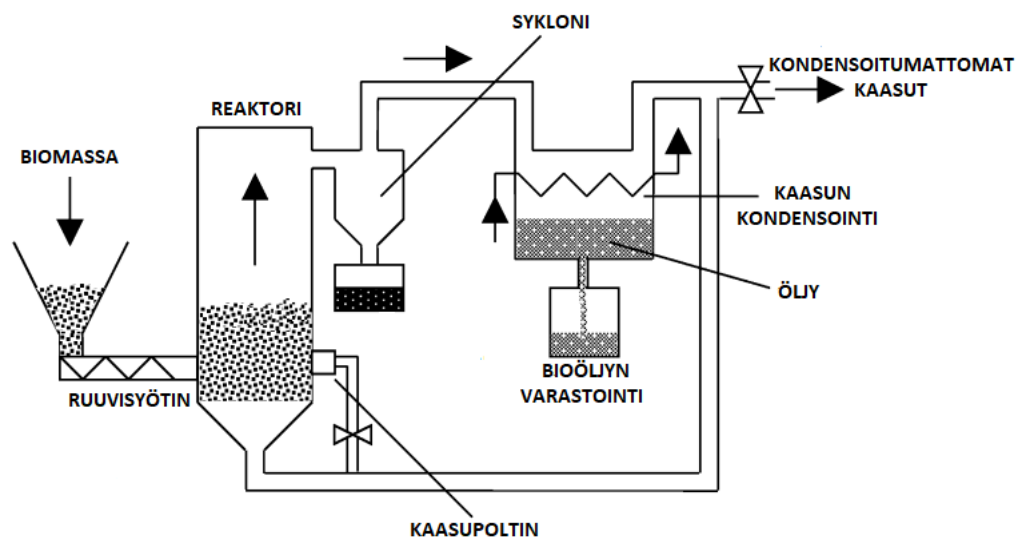 SYKLONI
KONDENSOITUMATTOMAT
KAASUT
REAKTORI
BIOMASSA
KAASUN
KONDENSOINTI
ÖLJY
BIOÖLJYN
VARASTOINTI
RUUVISYÖTIN
KAASUPOLTIN